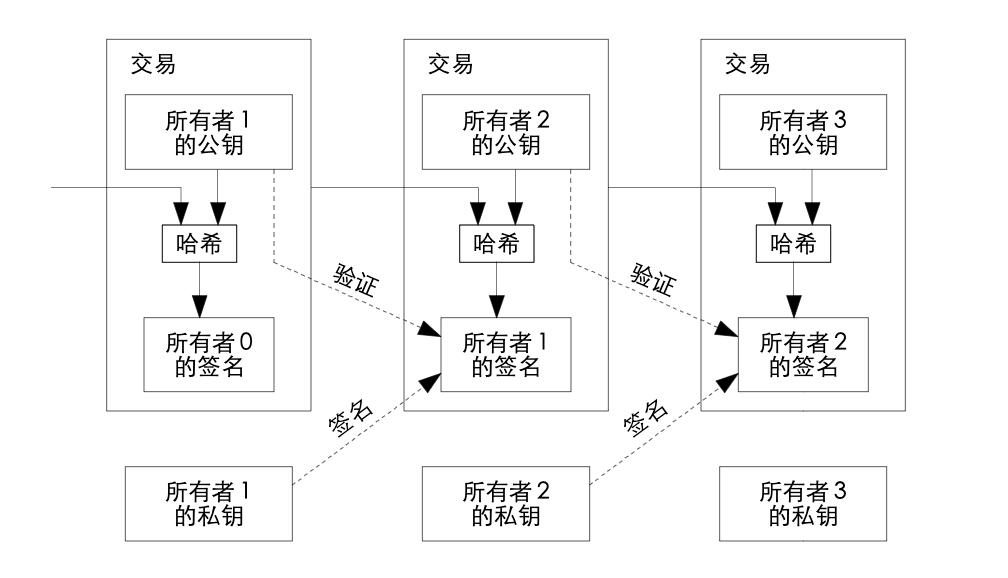 交易
交易
交易
所有者1
的公钥
所有者2
的公钥
所有者3
的公钥
哈希
哈希
哈希
验证
验证
所有者0
的签名
所有者1
的签名
所有者2
的签名
签名
签名
所有者1
的私钥
所有者2
的私钥
所有者3
的私钥